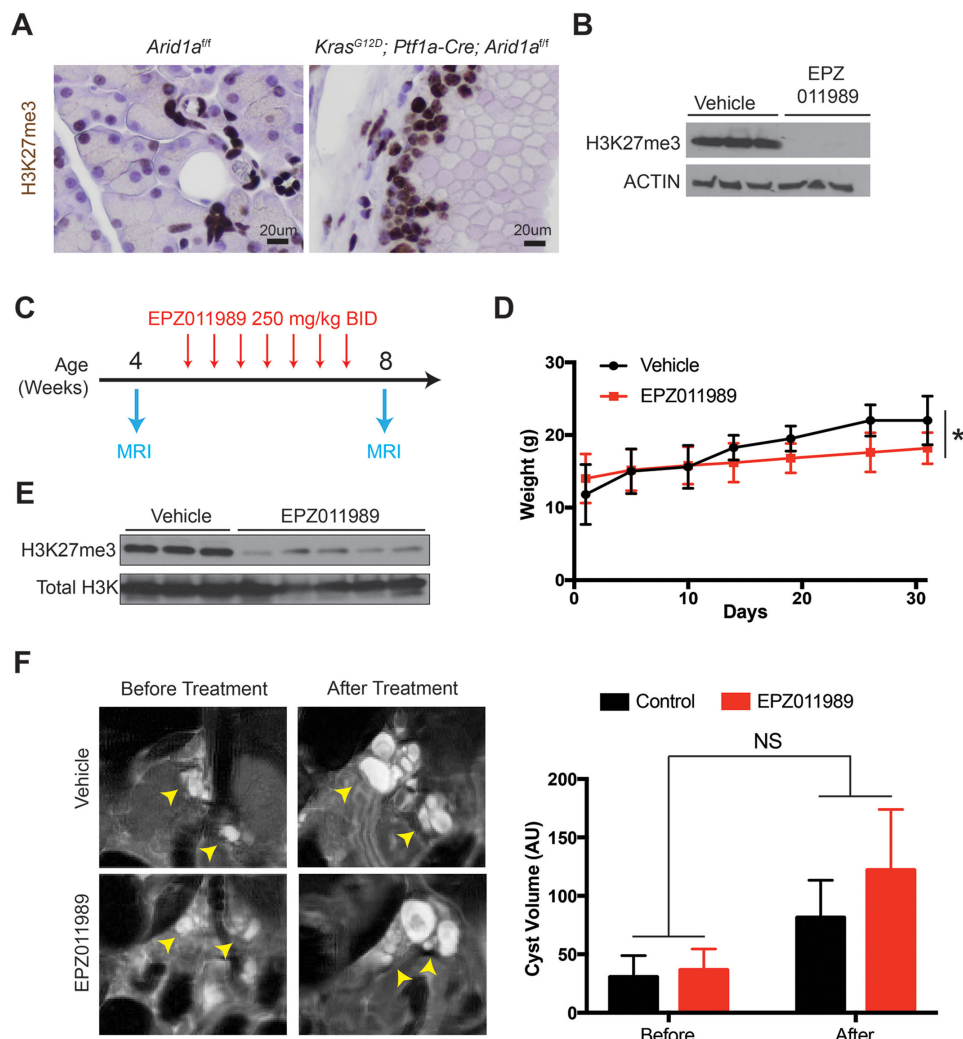 A
Arid1a^f/f
Kras^G12D; Ptf1a-Cre; Arid1a^f/f
H3K27me3
20um
20um
B
EPZ
011989
Vehicle
H3K27me3
ACTIN
C
EPZ011989 250 mg/kg BID
Age
(Weeks)
4
8
MRI
MRI
D
Vehicle
EPZ011989
Weight (g)
30
20
10
0
0
10
20
30
Days
*
E
Vehicle
EPZ011989
H3K27me3
Total H3K
F
Before Treatment
After Treatment
Vehicle
EPZ011989
Control
EPZ011989
NS
Cyst Volume (AU)
200
150
100
50
0
Before
After